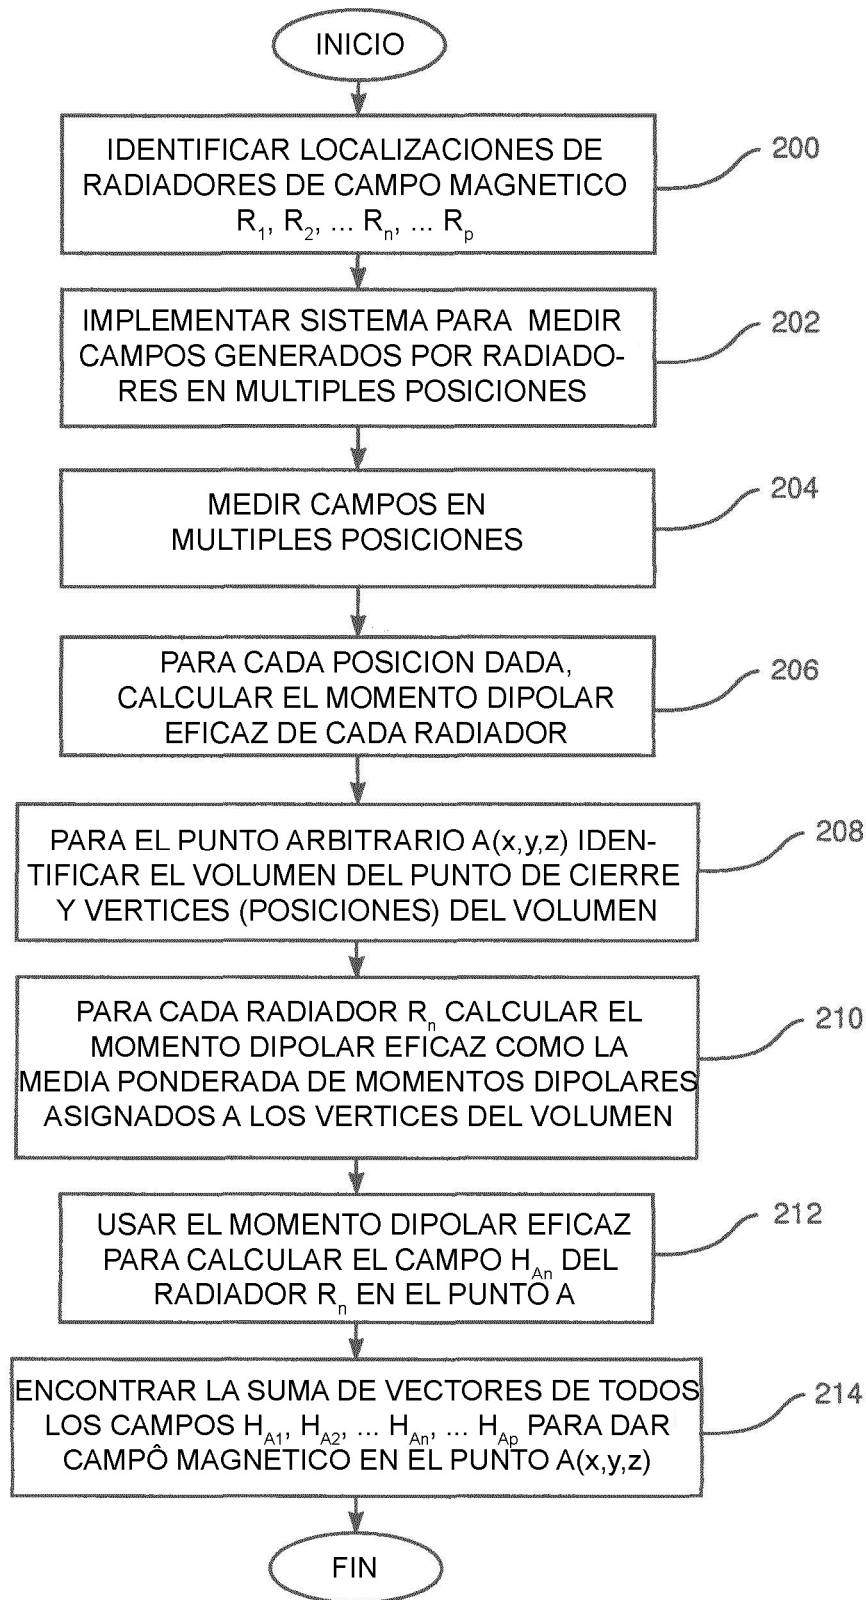 INICIO
IDENTIFICAR LOCALIZACIONES DE
RADIADORES DE CAMPO MAGNETICO
R₁, R₂, ... Rₙ, ... Rₚ
200
IMPLEMENTAR SISTEMA PARA MEDIR
CAMPOS GENERADOS POR RADIADO-
RES EN MULTIPLES POSICIONES
202
MEDIR CAMPOS EN
MULTIPLES POSICIONES
204
PARA CADA POSICION DADA,
CALCULAR EL MOMENTO DIPOLAR
EFICAZ DE CADA RADIADOR
206
PARA EL PUNTO ARBITRARIO A(x,y,z) IDEN-
TIFICAR EL VOLUMEN DEL PUNTO DE CIERRE
Y VERTICES (POSICIONES) DEL VOLUMEN
208
PARA CADA RADIADOR Rₙ CALCULAR EL
MOMENTO DIPOLAR EFICAZ COMO LA
MEDIA PONDERADA DE MOMENTOS DIPOLARES
ASIGNADOS A LOS VERTICES DEL VOLUMEN
210
USAR EL MOMENTO DIPOLAR EFICAZ
PARA CALCULAR EL CAMPO H_An DEL
RADIADOR Rₙ EN EL PUNTO A
212
ENCONTRAR LA SUMA DE VECTORES DE TODOS
LOS CAMPOS H_A1, H_A2, ... H_An, ... H_Ap PARA DAR
CAMPÔ MAGNETICO EN EL PUNTO A(x,y,z)
214
FIN